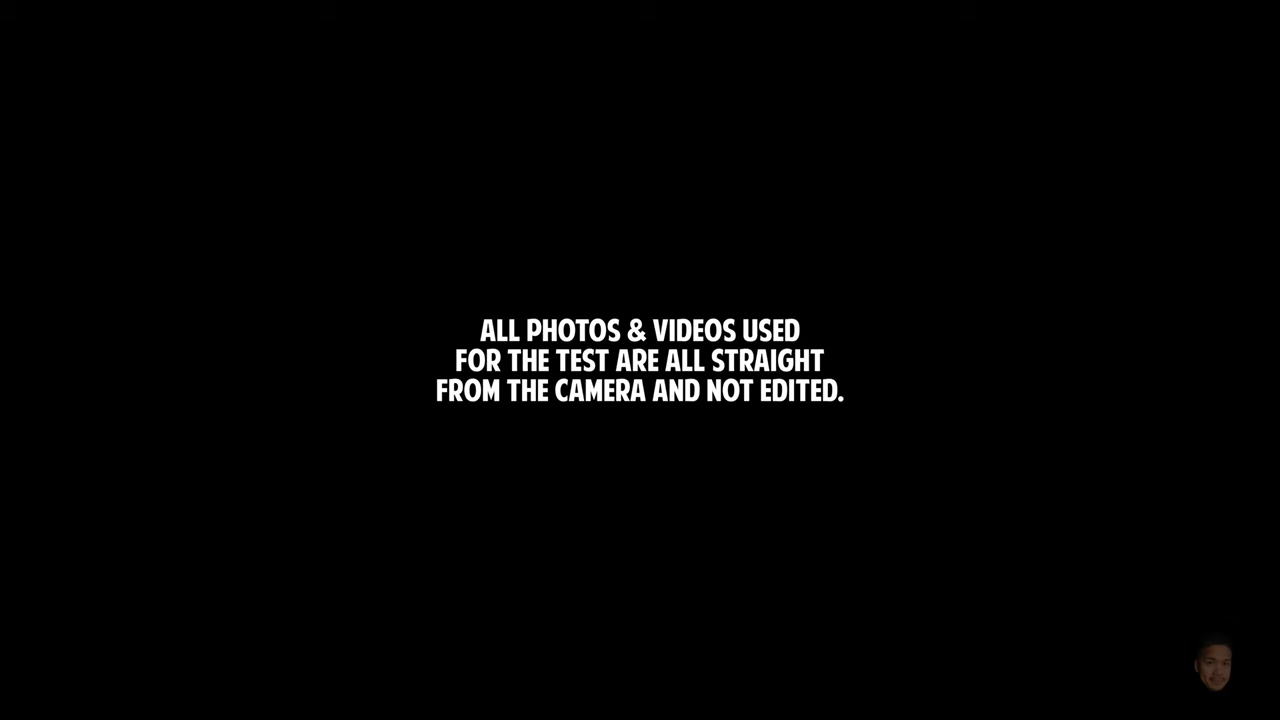 ALL PHOTOS & VIDEOS USED
FOR THE TEST ARE ALL STRAIGHT
FROM THE CAMERA AND NOT EDITED.